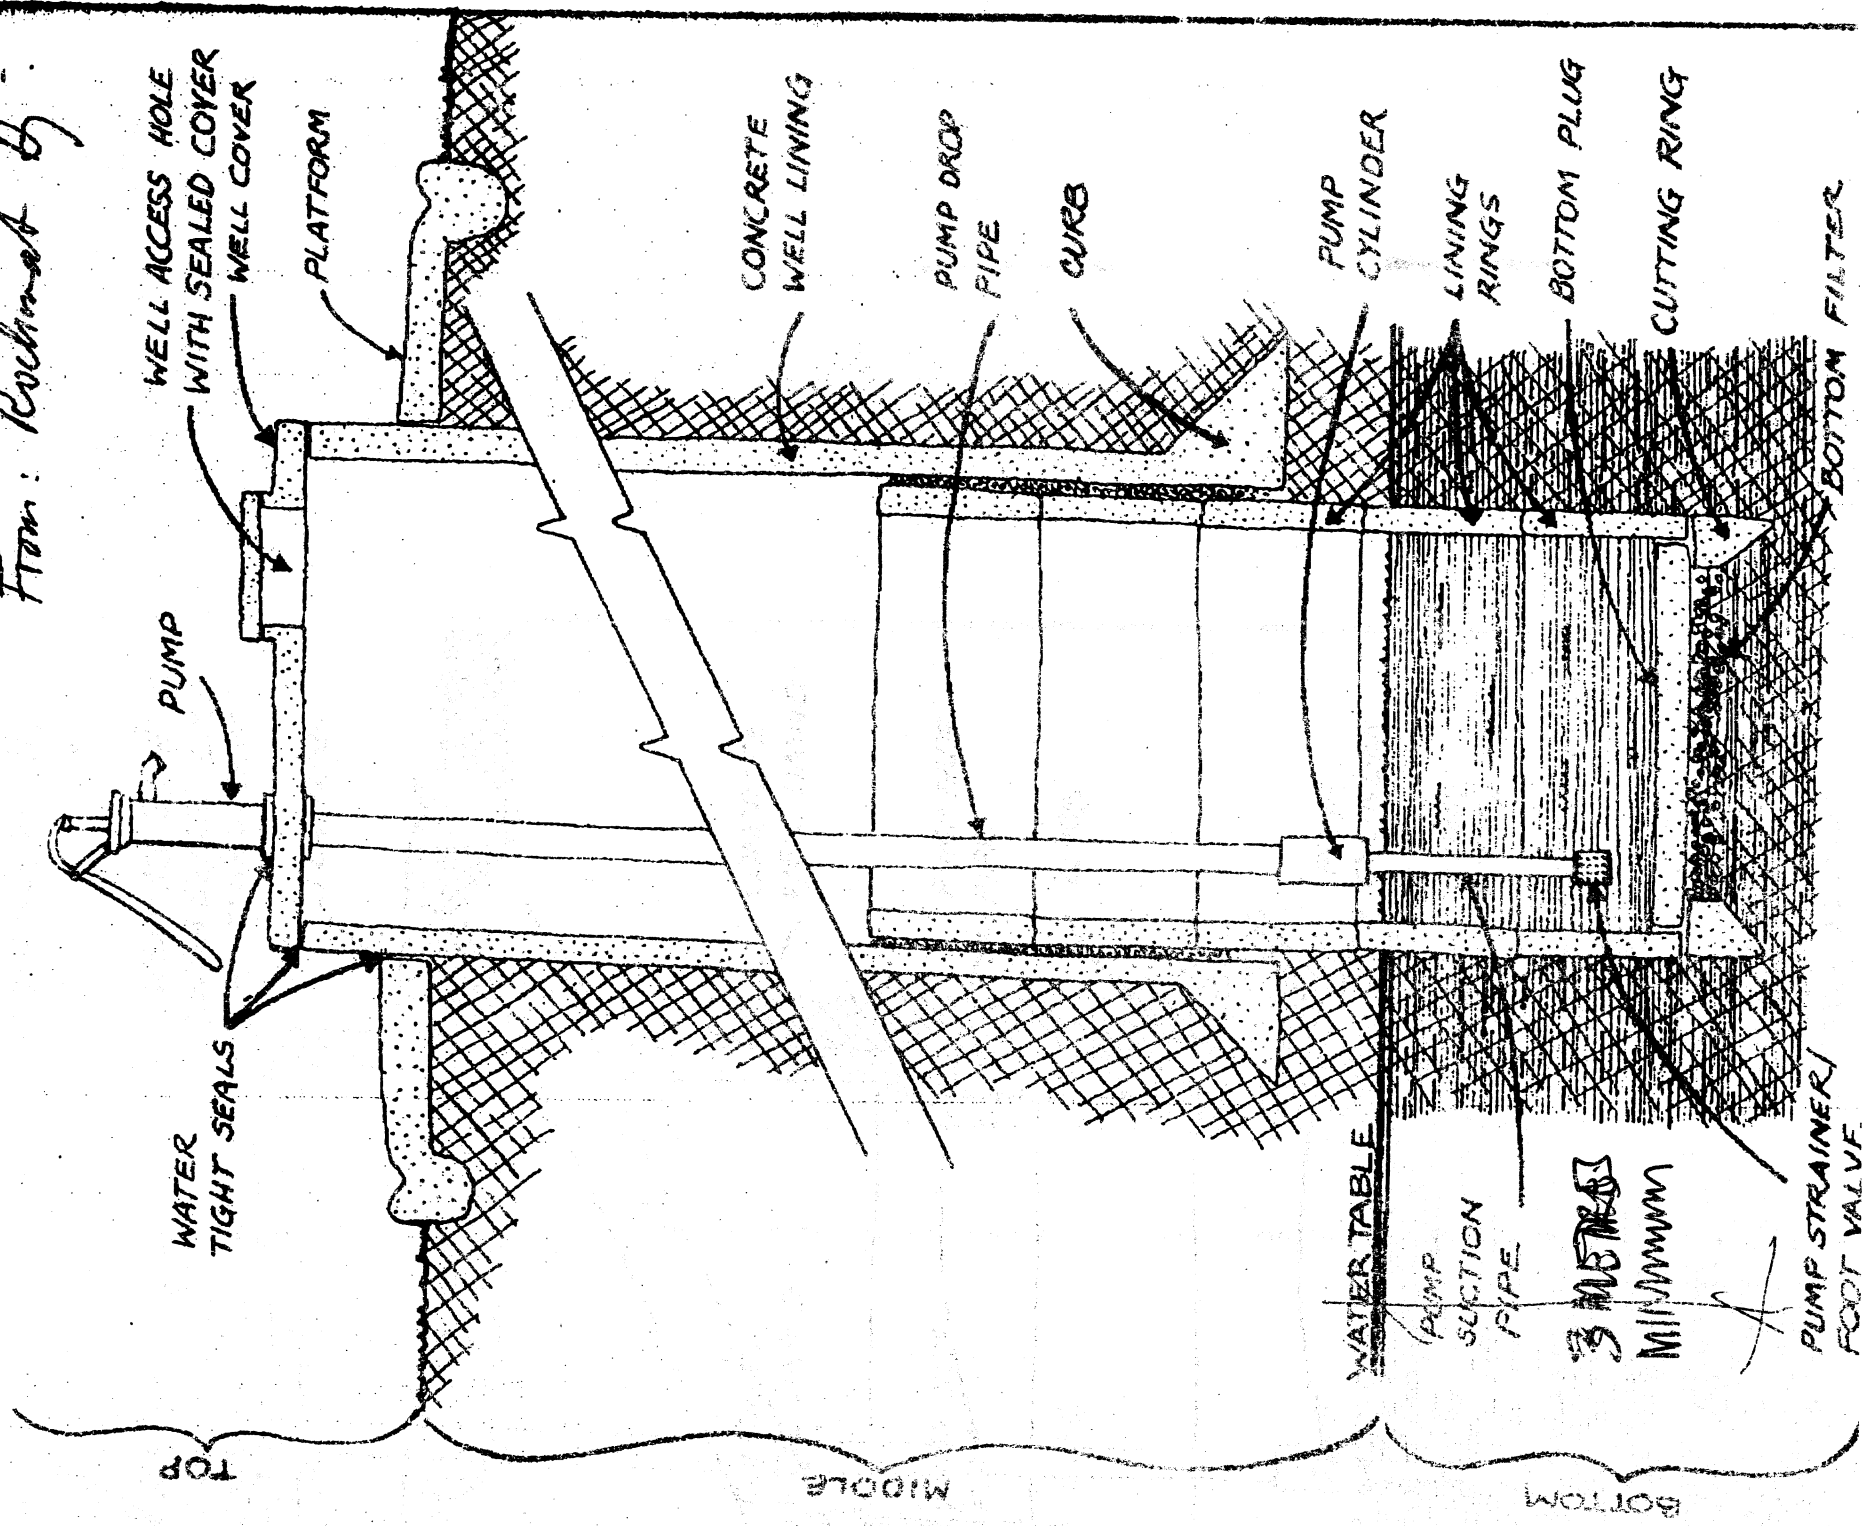 From:
WELL ACCESS HOLE
WITH SEALED COVER
WELL COVER
PLATFORM
PUMP
WATER
TIGHT SEALS
CONCRETE
WELL LINING
PUMP DROP
PIPE
CURB
PUMP
CYLINDER
LINING
RINGS
BOTTOM PLUG
CUTTING RING
BOTTOM FILTER
WATER TABLE
PUMP
SUCTION
PIPE
PUMP STRAINER/
FOOT VALVE
TOP
MIDDLE
BOTTOM